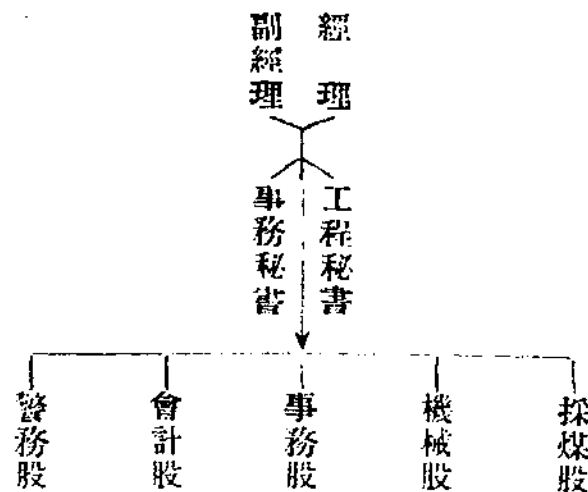 經理
副經理
工程秘書
事務秘書
採煤股
機械股
事務股
會計股
警務股